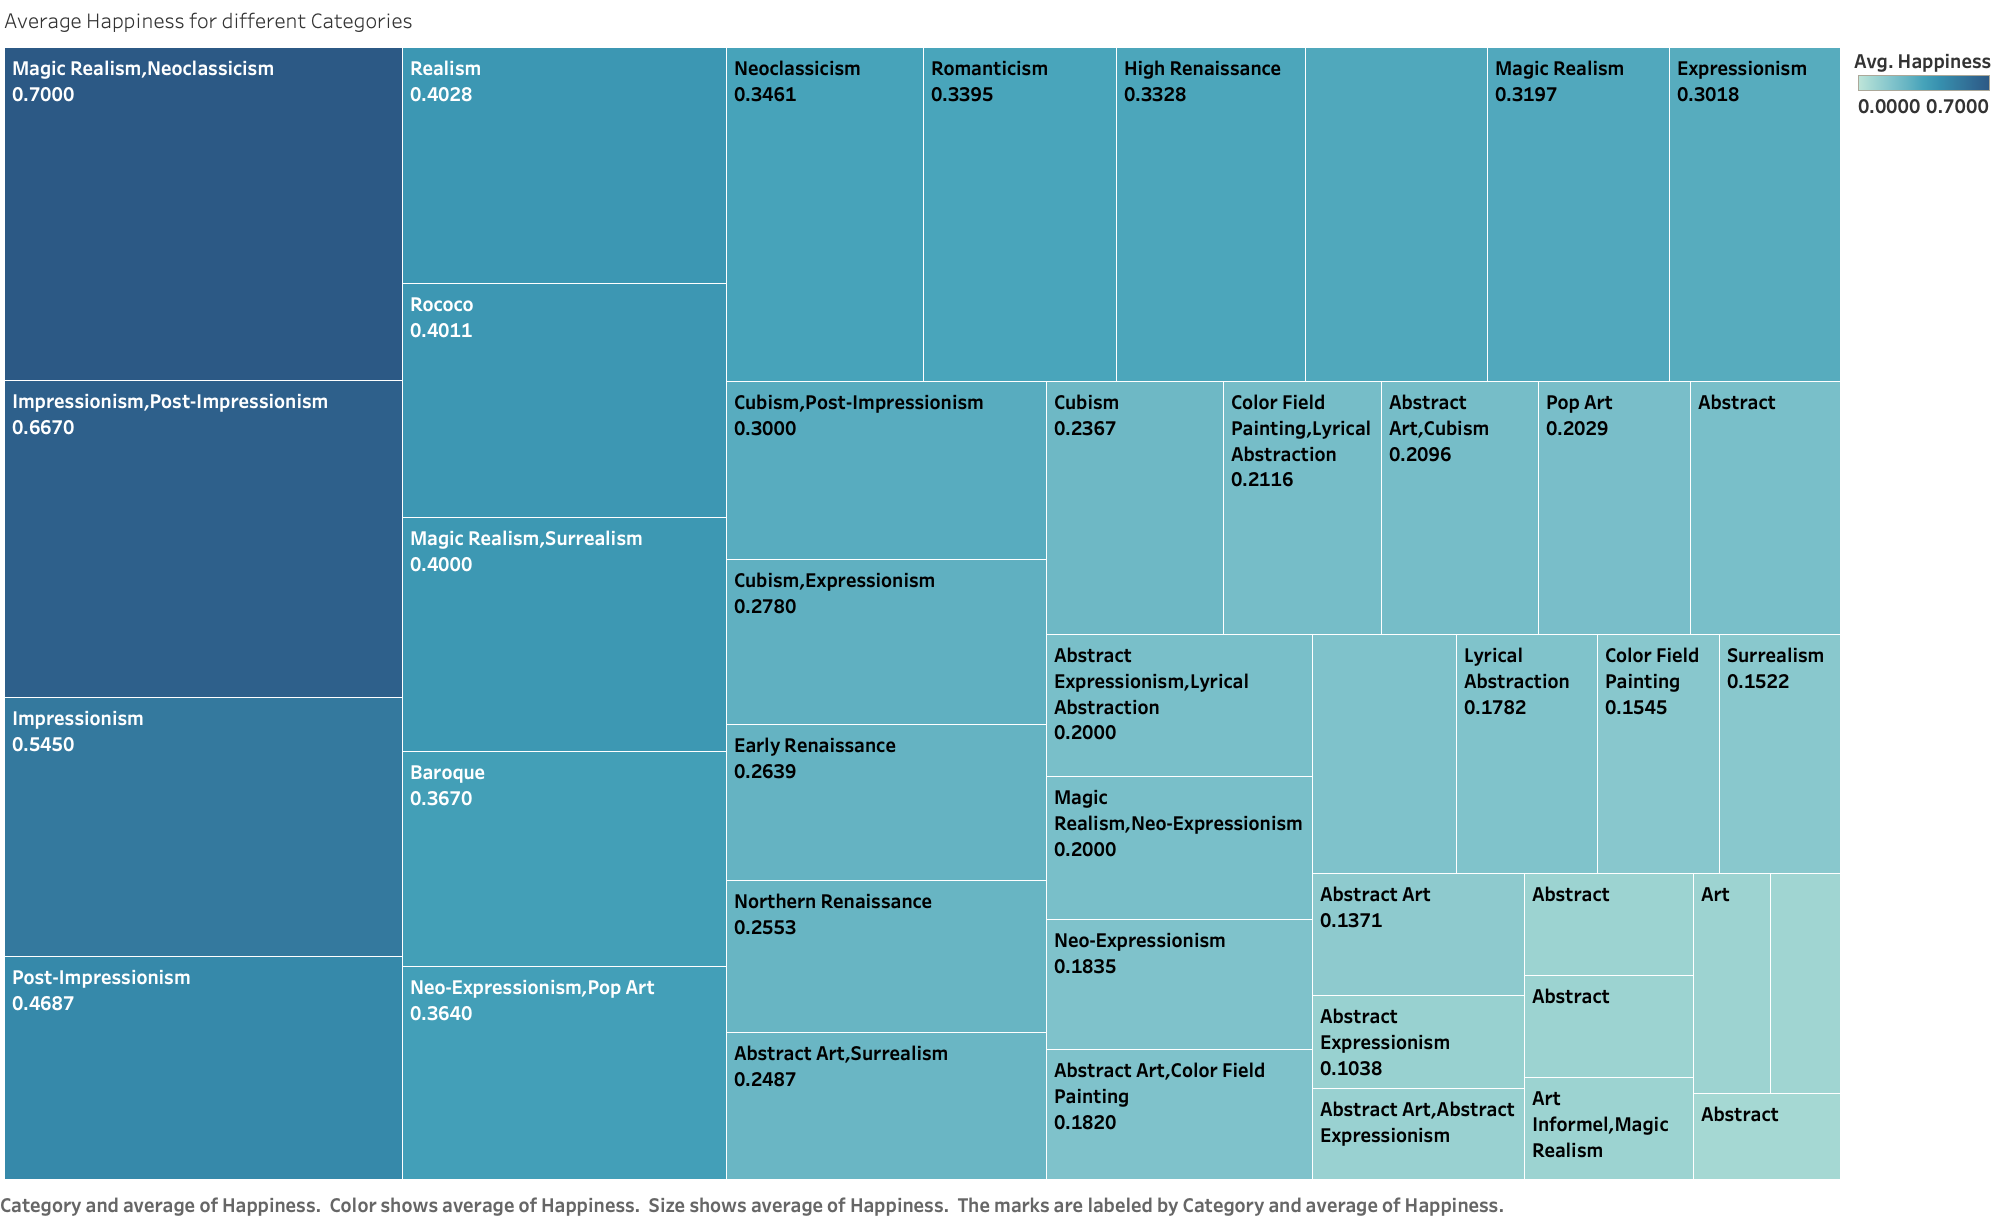 Average Happiness for different Categories
Magic Realism,Neoclassicism
0.7000
Impressionism,Post-Impressionism
0.6670
Impressionism
0.5450
Post-Impressionism
0.4687
Realism
0.4028
Rococo
0.4011
Magic Realism,Surrealism
0.4000
Baroque
0.3670
Neo-Expressionism,Pop Art
0.3640
Neoclassicism
0.3461
Romanticism
0.3395
High Renaissance
0.3328
Magic Realism
0.3197
Expressionism
0.3018
Cubism,Post-Impressionism
0.3000
Cubism,Expressionism
0.2780
Early Renaissance
0.2639
Northern Renaissance
0.2553
Abstract Art,Surrealism
0.2487
Cubism
0.2367
Color Field
Painting,Lyrical
Abstraction
0.2116
Abstract
Art,Cubism
0.2096
Pop Art
0.2029
Abstract
Abstract
Expressionism,Lyrical
Abstraction
0.2000
Magic
Realism,Neo-Expressionism
0.2000
Neo-Expressionism
0.1835
Abstract Art,Color Field
Painting
0.1820
Lyrical
Abstraction
0.1782
Color Field
Painting
0.1545
Surrealism
0.1522
Abstract Art
0.1371
Abstract
Expressionism
0.1038
Abstract Art,Abstract
Expressionism
Abstract
Abstract
Art
Informel,Magic
Realism
Art
Abstract
Avg. Happiness
0.0000 0.7000
Category and average of Happiness.  Color shows average of Happiness.  Size shows average of Happiness.  The marks are labeled by Category and average of Happiness.